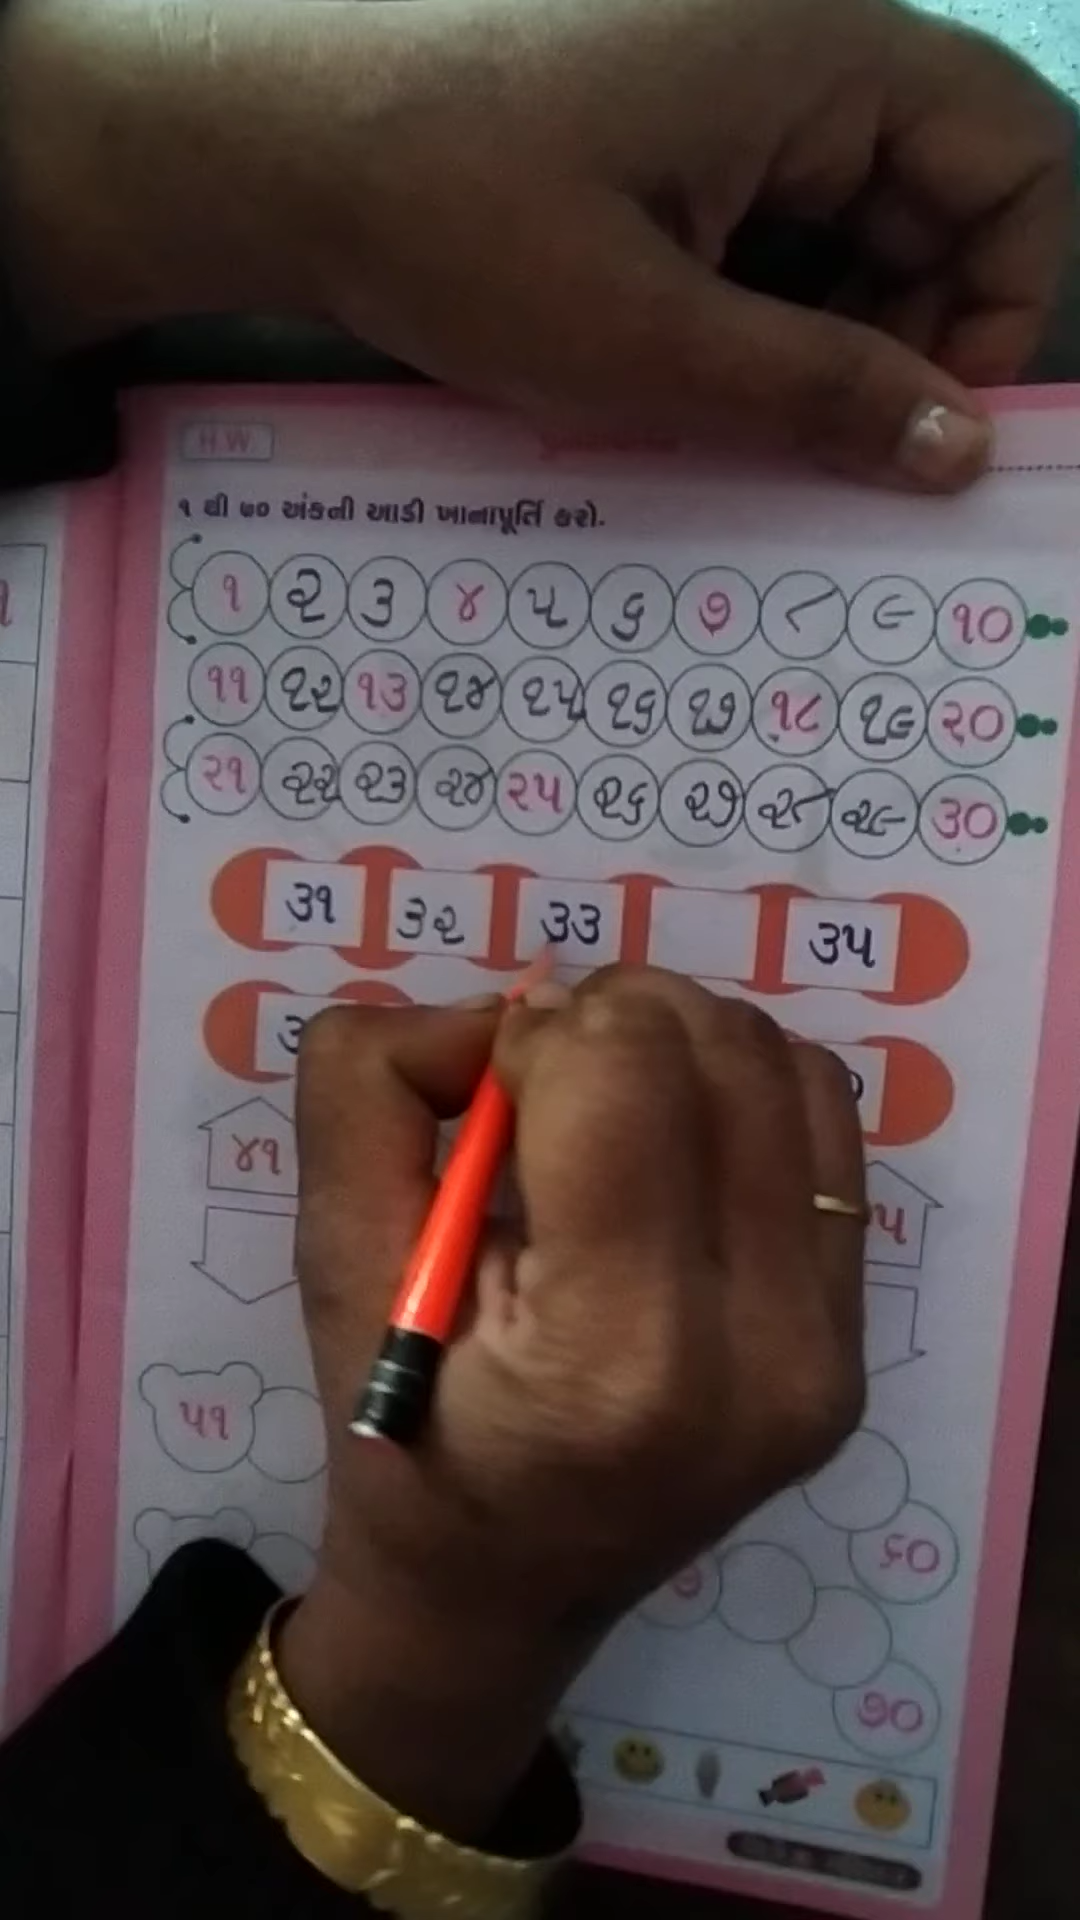 H.W
૧ થી ૭૦ અંકની આડી ખાનાપૂર્તિ કરો.
૧ ૨ ૩ ૪ ૫ ૬ ૭ ૮ ૯ ૧૦
૧૧ ૧૨ ૧૩ ૧૪ ૧૫ ૧૬ ૧૭ ૧૮ ૧૯ ૨૦
૨૧ ૨૨ ૨૩ ૨૪ ૨૫ ૨૬ ૨૭ ૨૮ ૨૯ ૩૦
૩૧ ૩૨ ૩૩ ૩૫
૪૧
૫૧
૬૦
૭૦